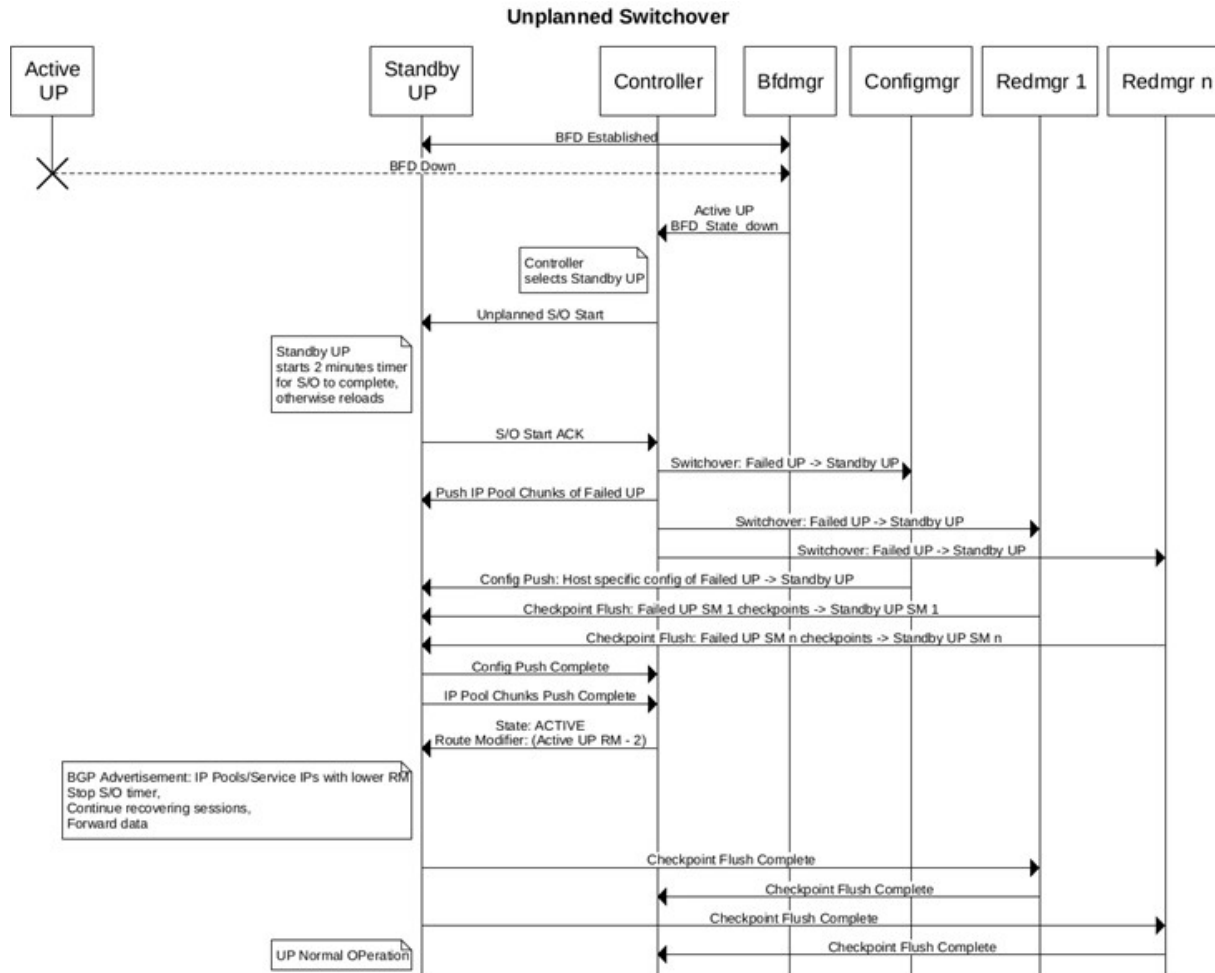 Unplanned Switchover
Active
UP
Standby
UP
Controller
Bfdmgr
Configmgr
Redmgr 1
Redmgr n
BFD Established
BFD Down
Active UP
BFD_State_down
Controller
selects Standby UP
Unplanned S/O Start
Standby UP
starts 2 minutes timer
for S/O to complete,
otherwise reloads
S/O Start ACK
Switchover: Failed UP -> Standby UP
Push IP Pool Chunks of Failed UP
Switchover: Failed UP -> Standby UP
Switchover: Failed UP -> Standby UP
Config Push: Host specific config of Failed UP -> Standby UP
Checkpoint Flush: Failed UP SM 1 checkpoints -> Standby UP SM 1
Checkpoint Flush: Failed UP SM n checkpoints -> Standby UP SM n
Config Push Complete
IP Pool Chunks Push Complete
State: ACTIVE
Route Modifier: (Active UP RM - 2)
BGP Advertisement: IP Pools/Service IPs with lower RM
Stop S/O timer,
Continue recovering sessions,
Forward data
Checkpoint Flush Complete
Checkpoint Flush Complete
Checkpoint Flush Complete
Checkpoint Flush Complete
UP Normal OPeration